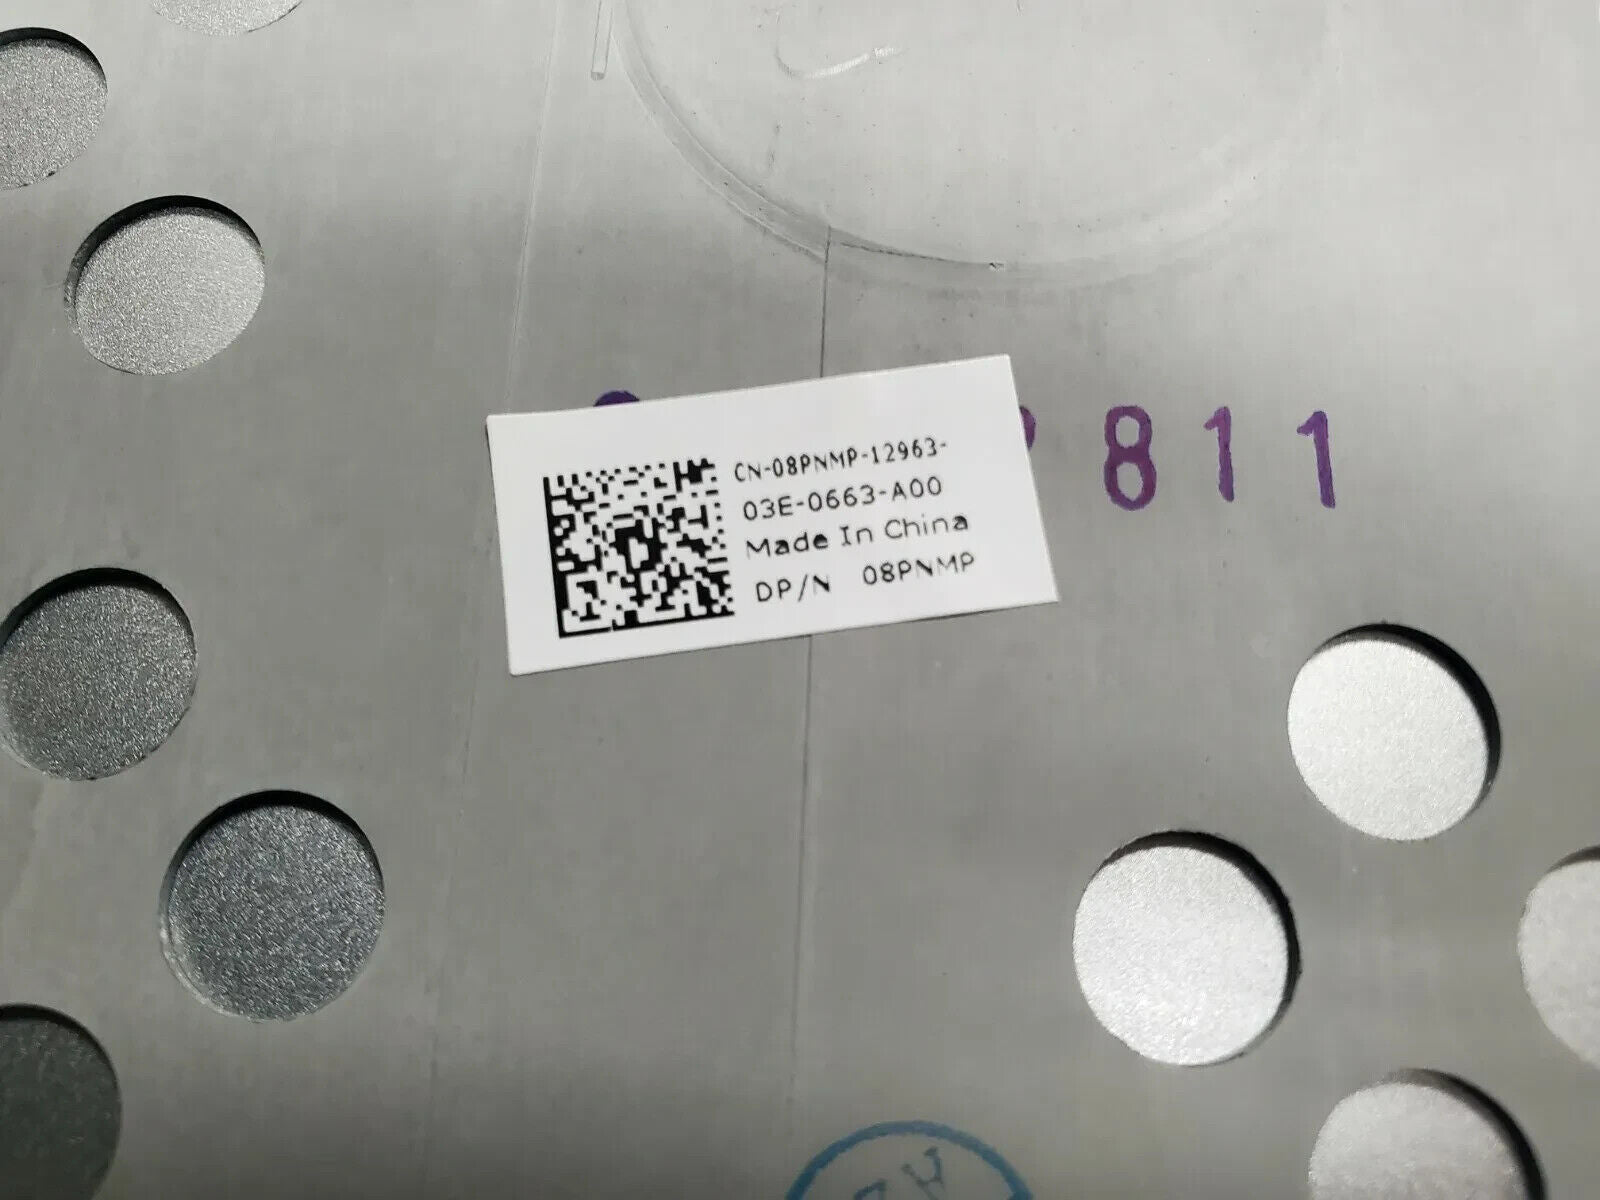 CN-08PNMP-12963-
03E-0663-A00
Made In China
DP/N 08PNMP
811